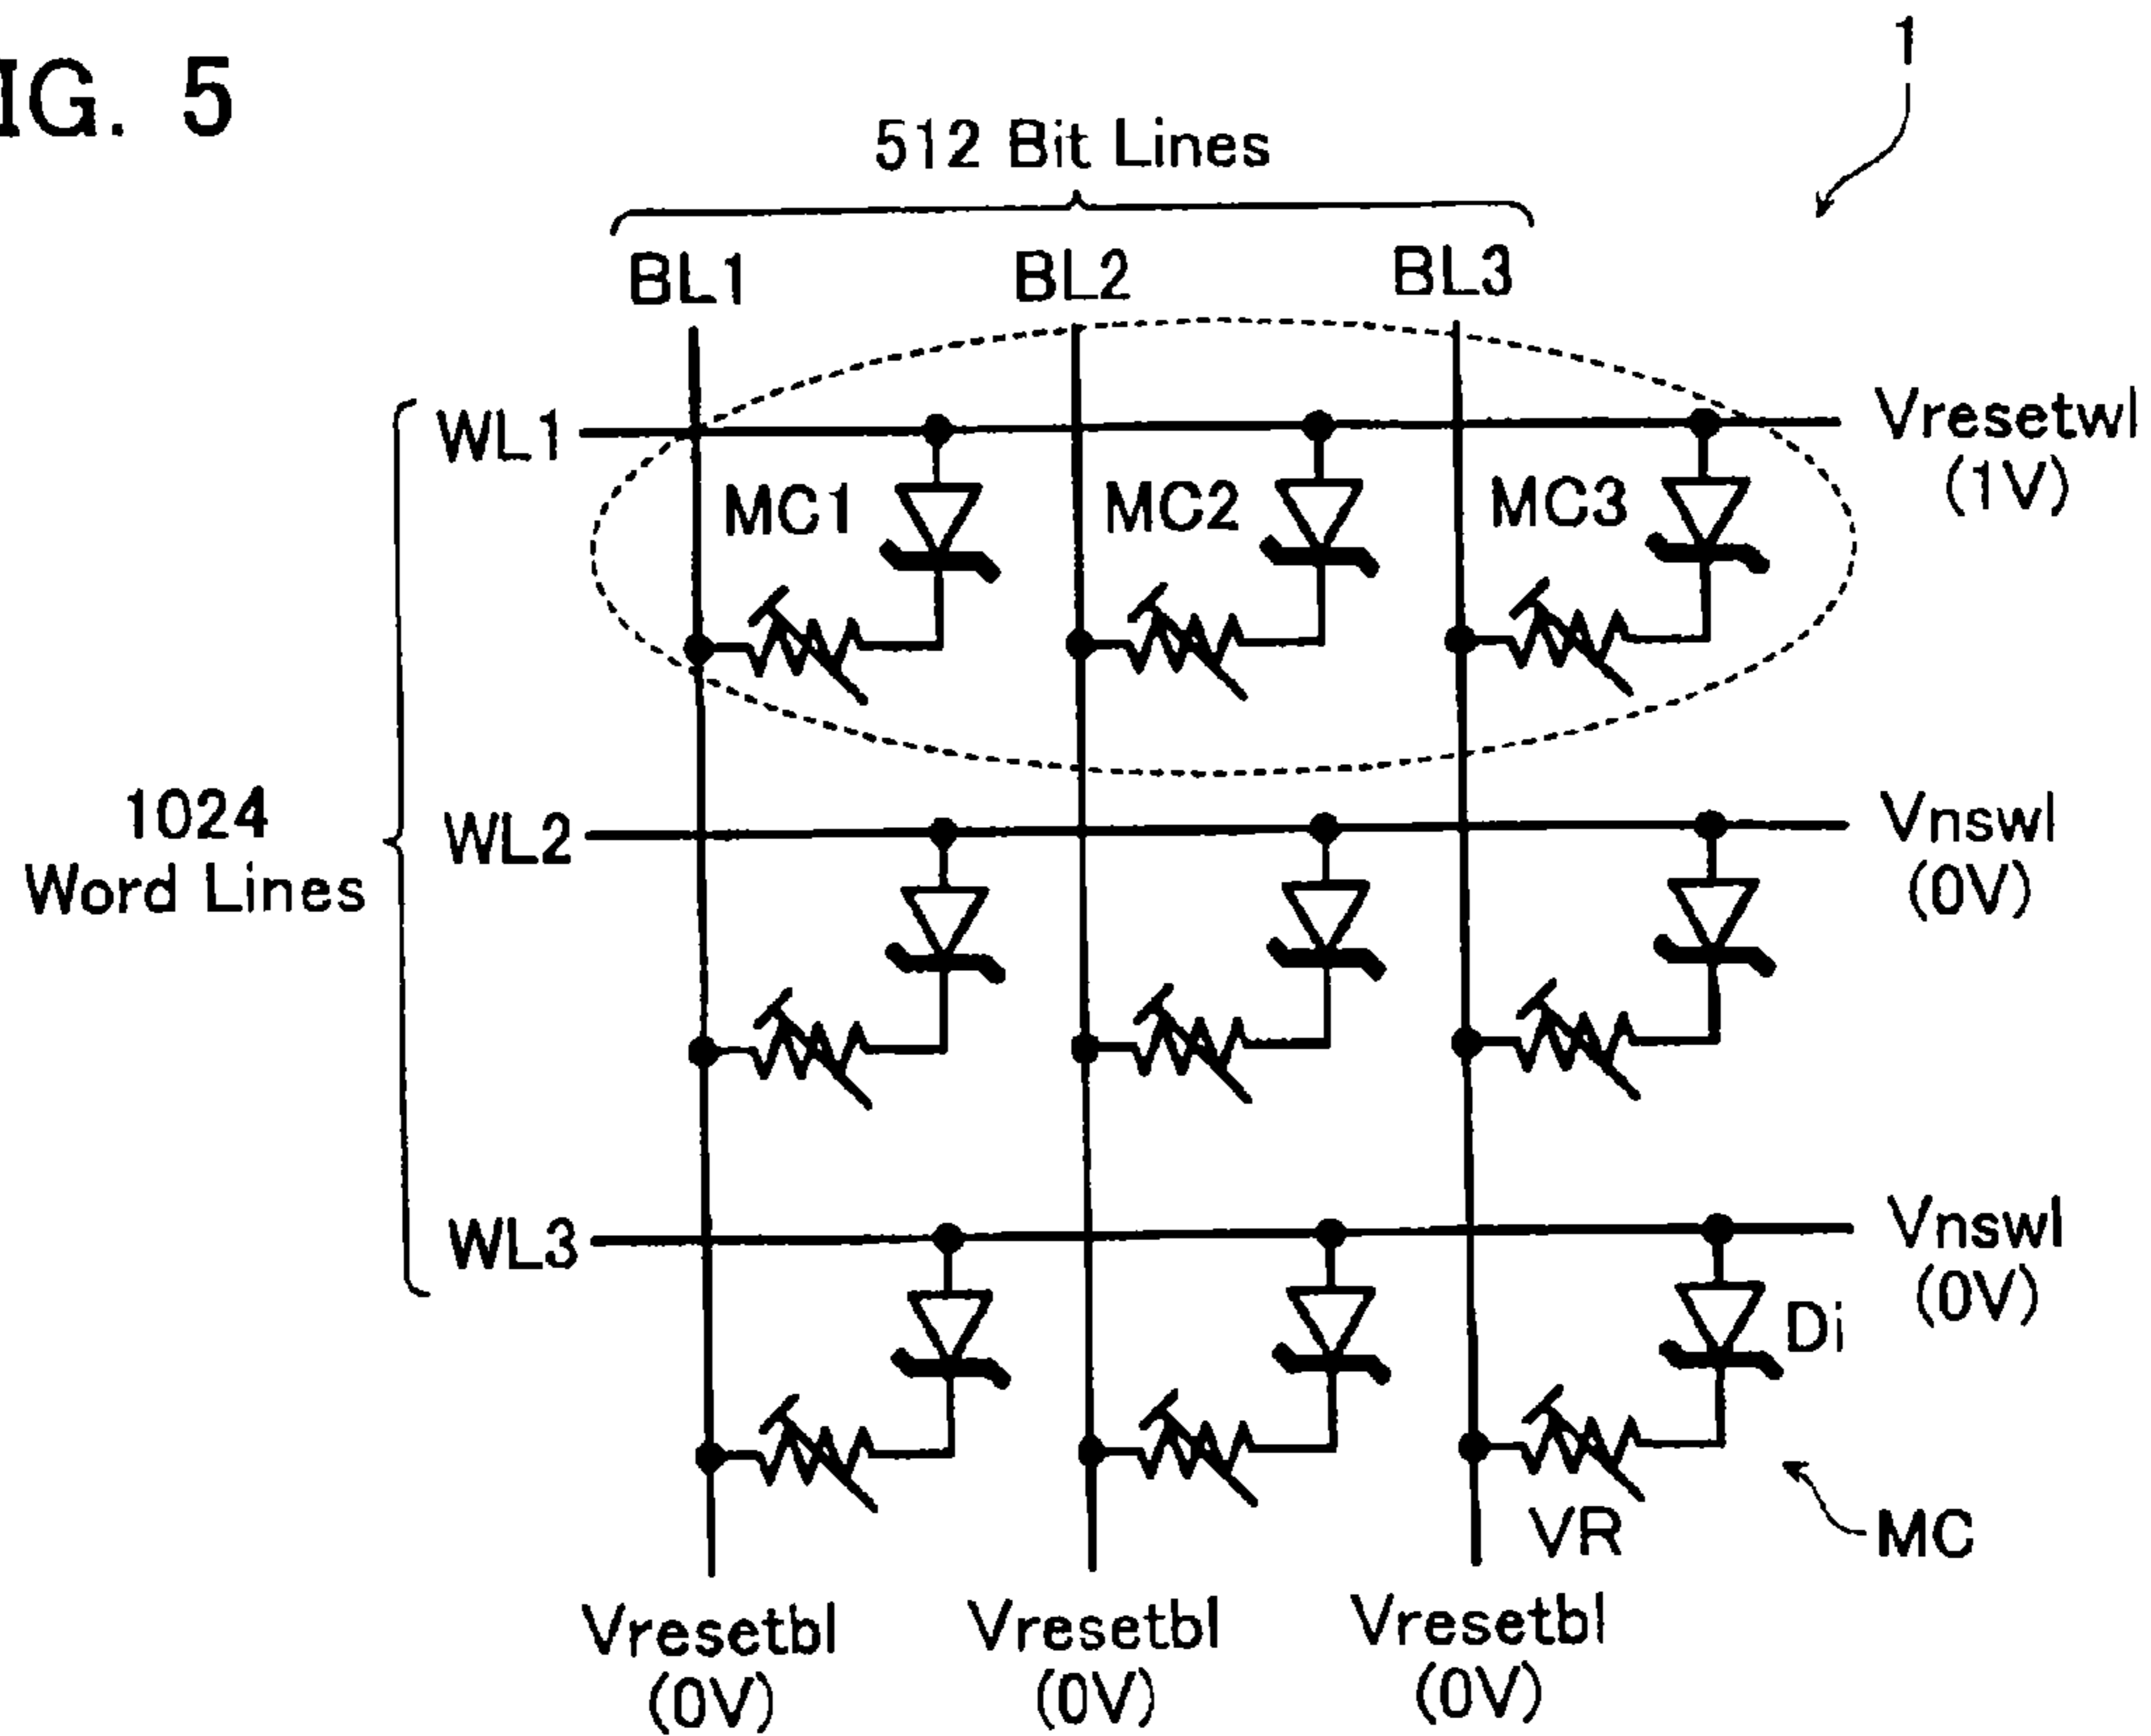 IG. 5
1
512 Bit Lines
BL1 BL2 BL3
WL1
Vresetwl
(1V)
MC1 MC2 MC3
1024
Word Lines
WL2
Vnswl
(0V)
WL3
Vnswl
(0V)
Di
VR
MC
Vresetbl
(0V)
Vresetbl
(0V)
Vresetbl
(0V)